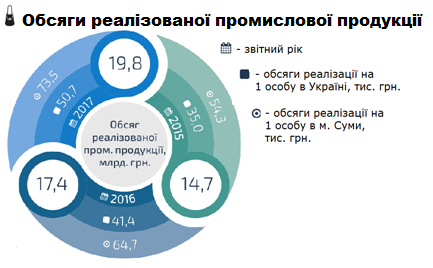 Обсяги реалізованої промислової продукції
- звітний рік
- обсяги реалізації на
1 особу в Україні, тис. грн.
- обсяги реалізації на
1 особу в м. Суми,
тис. грн.
19,8
73,5
50,7
2017
54,3
35.0
2015
Обсяг
реалізованої
пром. продукції,
млрд. грн.
17,4
14,7
2016
41,4
64,7